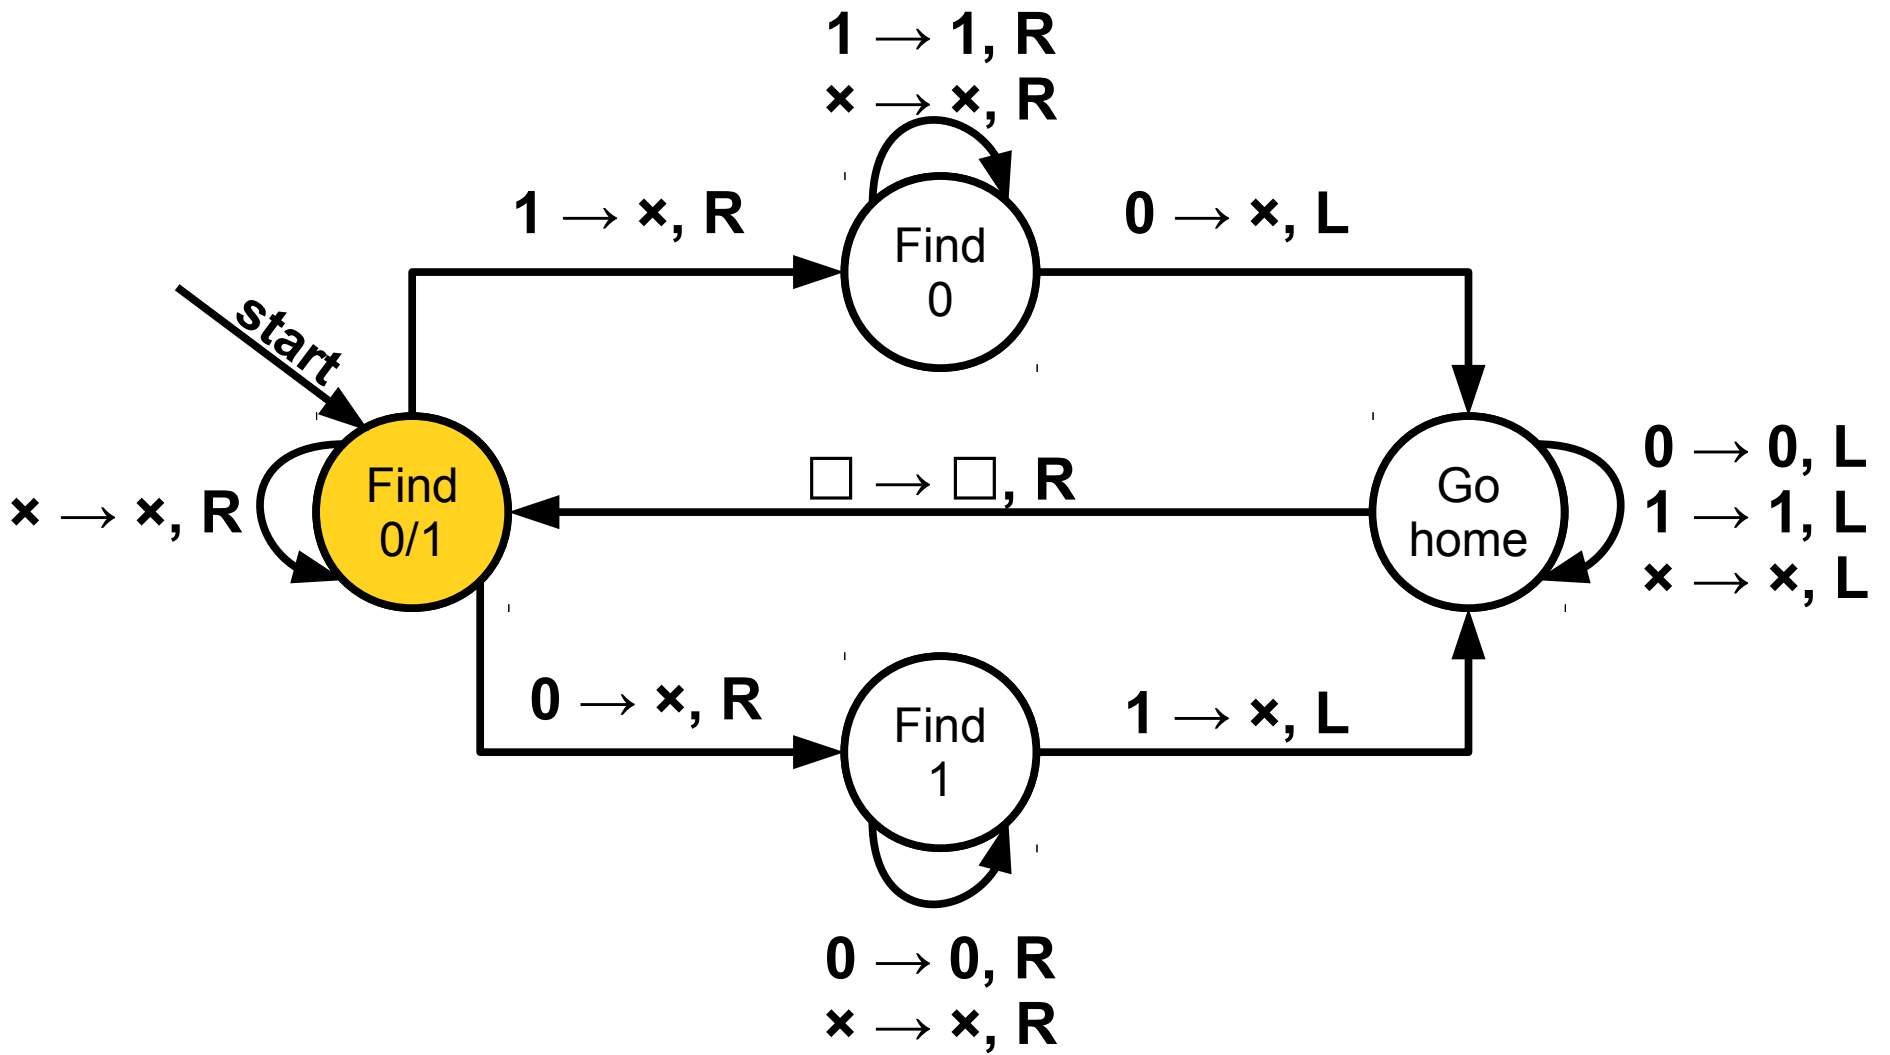 1 → 1, R
× → ×, R
1 → ×, R
Find
0
0 → ×, L
start
× → ×, R
Find
0/1
□ → □, R
Go
home
0 → 0, L
1 → 1, L
× → ×, L
0 → ×, R
Find
1
1 → ×, L
0 → 0, R
× → ×, R